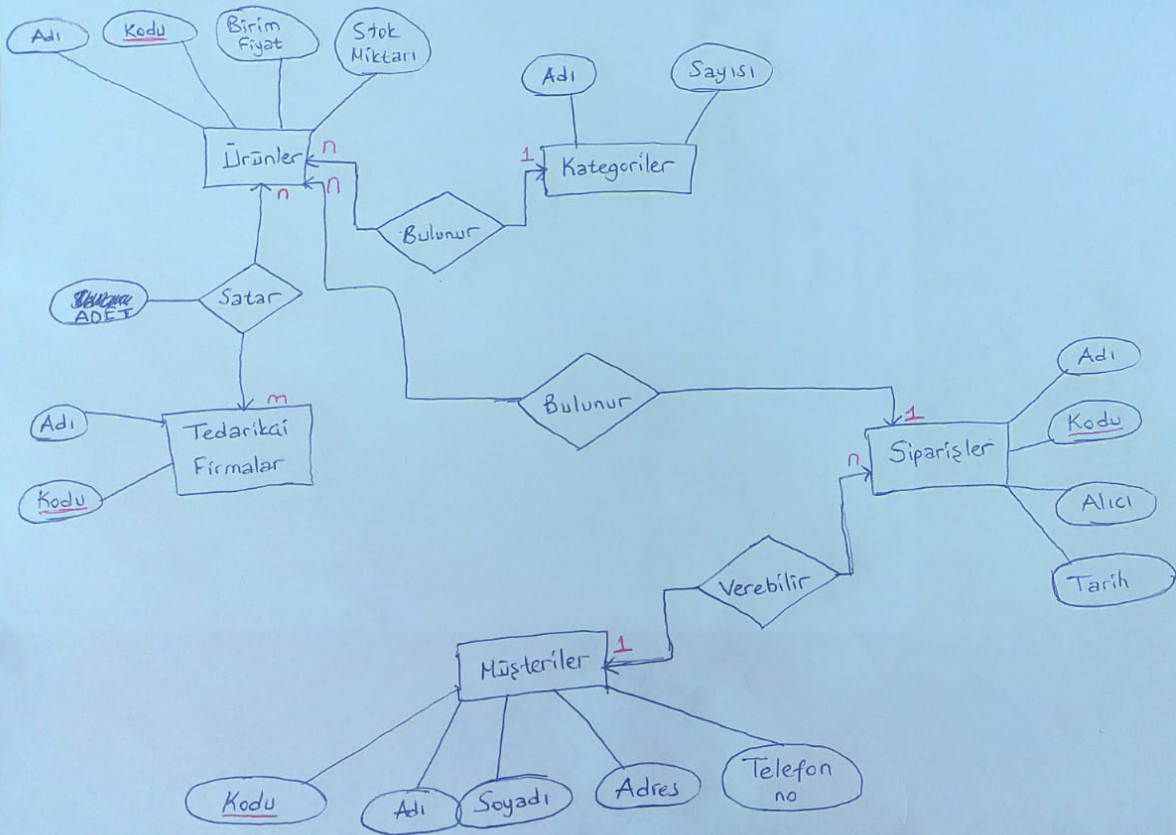 Adı
Kodu
Birim
Fiyat
Stok
Miktarı
Adı
Sayısı
Ürünler
n
1
Kategoriler
n
n
Bulunur
Satar
ADET
Adı
Kodu
m
Tedarikçi
Firmalar
Bulunur
1
n
Siparişler
Adı
Kodu
Alıcı
Tarih
Verebilir
1
Müşteriler
Kodu
Adı
Soyadı
Adres
Telefon
no